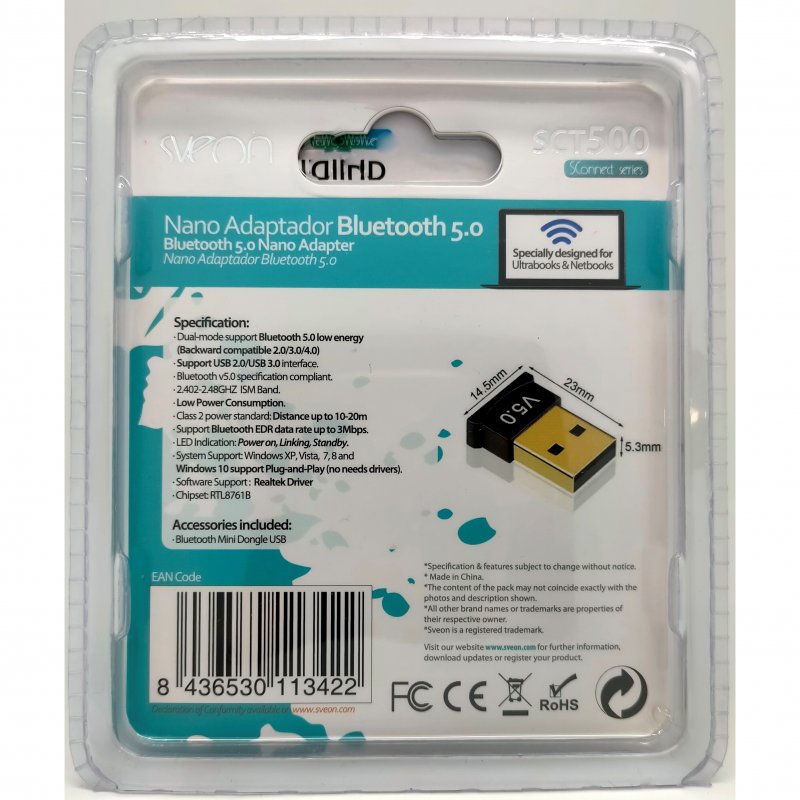 sveon
SCT500
SConnect series
Nano Adaptador Bluetooth 5.0
Bluetooth 5.0 Nano Adapter
Nano Adaptador Bluetooth 5.0
Specially designed for
Ultrabooks & Netbooks
Specification:
· Dual-mode support Bluetooth 5.0 low energy
(Backward compatible 2.0/3.0/4.0)
· Support USB 2.0/USB 3.0 interface.
· Bluetooth v5.0 specification compliant.
· 2.402-2.48GHZ ISM Band.
· Low Power Consumption.
· Class 2 power standard: Distance up to 10-20m
· Support Bluetooth EDR data rate up to 3Mbps.
· LED Indication: Power on, Linking, Standby.
· System Support: Windows XP, Vista, 7, 8 and
Windows 10 support Plug-and-Play (no needs drivers).
· Software Support : Realtek Driver
· Chipset: RTL8761B
Accessories included:
· Bluetooth Mini Dongle USB
14.5mm
23mm
V5.0
5.3mm
EAN Code
8 436530 113422
Declaration of Conformity available at www.sveon.com
*Specification & features subject to change without notice.
* Made in China.
*The content of the pack may not coincide exactly with the
photos and description shown.
*All other brand names or trademarks are properties of
their respective owner.
*Sveon is a registered trademark.
Visit our website www.sveon.com for further information,
download updates or register your product.
FC CE RoHS